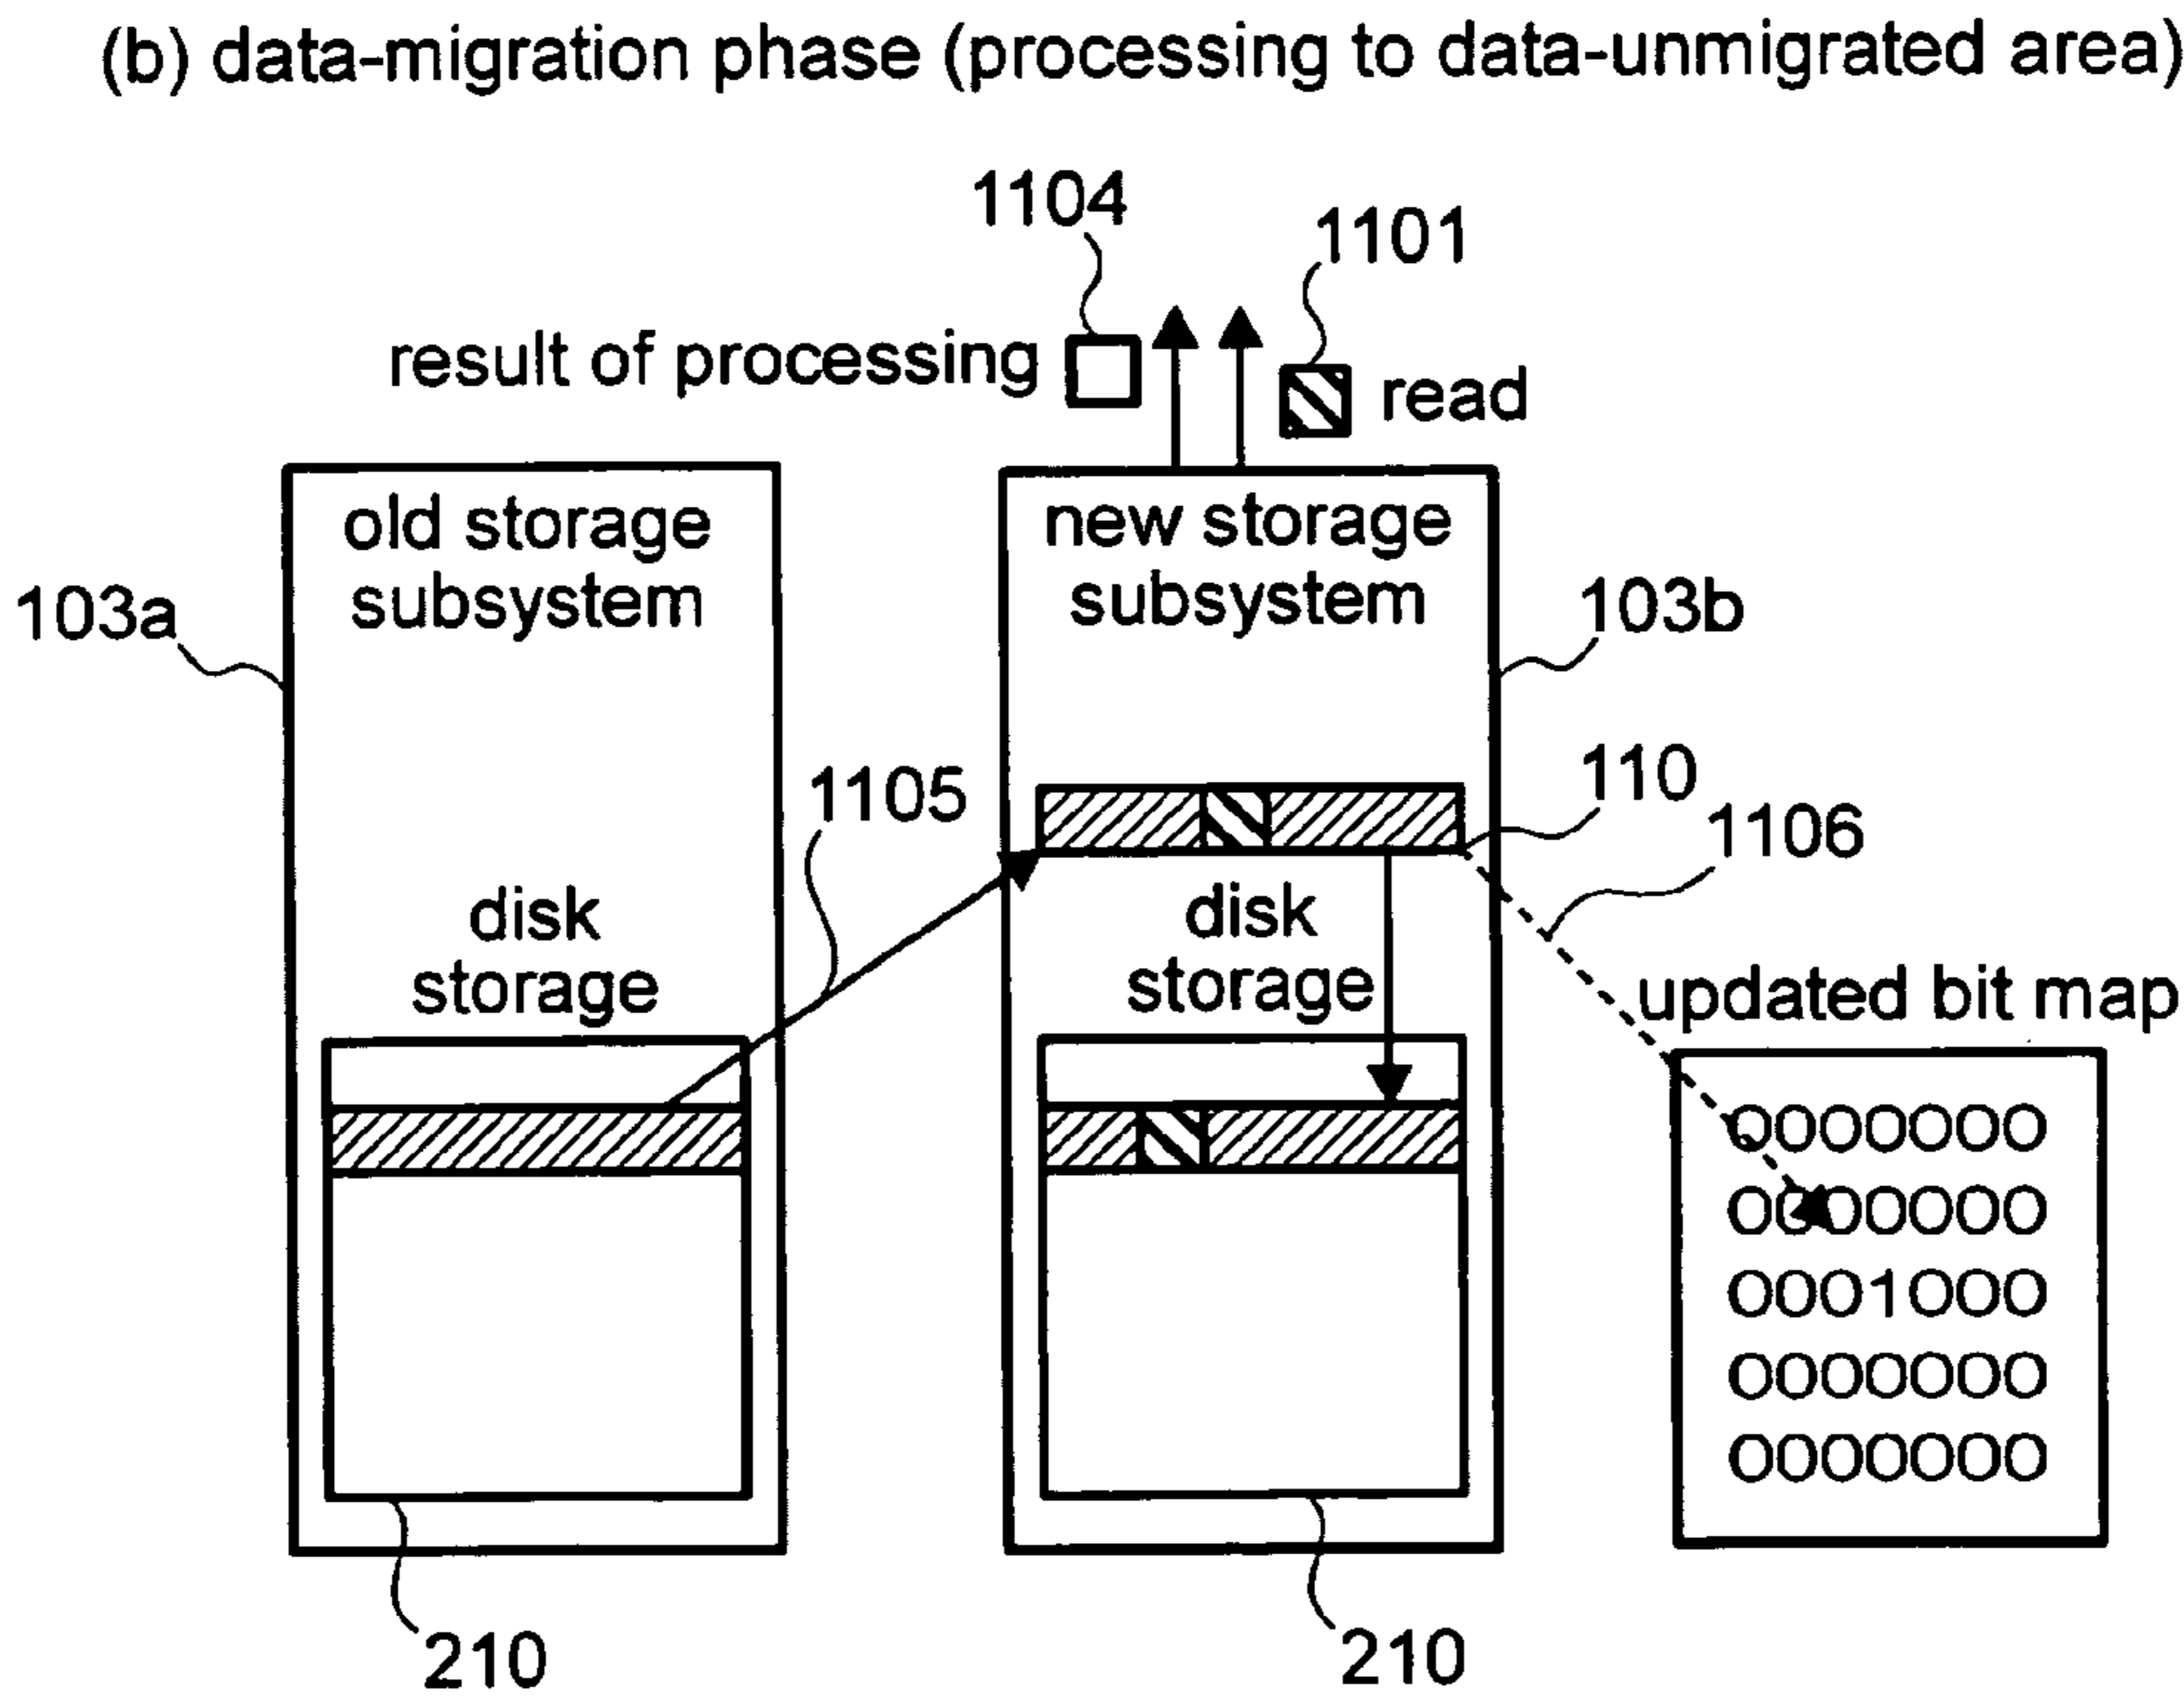 (b) data-migration phase (processing to data-unmigrated area)
1104
1101
result of processing
read
old storage
subsystem
new storage
subsystem
103a
103b
110
1105
1106
disk
storage
disk
storage
updated bit map
0000000
0000000
0001000
0000000
0000000
210
210